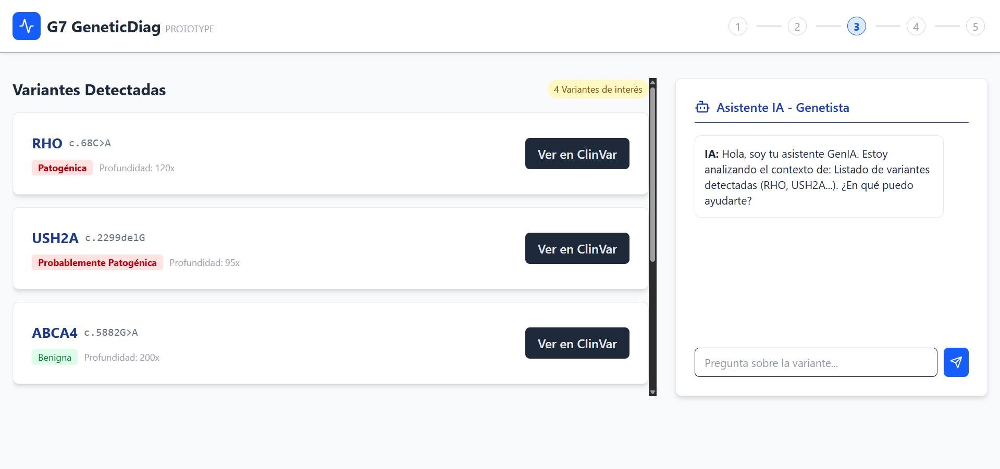 G7 GeneticDiag PROTOTYPE
1 2 3 4 5
Variantes Detectadas
4 Variantes de interés
RHO c.68C>A
Patogénica Profundidad: 120x
Ver en ClinVar
USH2A c.2299delG
Probablemente Patogénica Profundidad: 95x
Ver en ClinVar
ABCA4 c.5882G>A
Benigna Profundidad: 200x
Ver en ClinVar
Asistente IA - Genetista
IA: Hola, soy tu asistente GenIA. Estoy
analizando el contexto de: Listado de variantes
detectadas (RHO, USH2A...). ¿En qué puedo
ayudarte?
Pregunta sobre la variante...